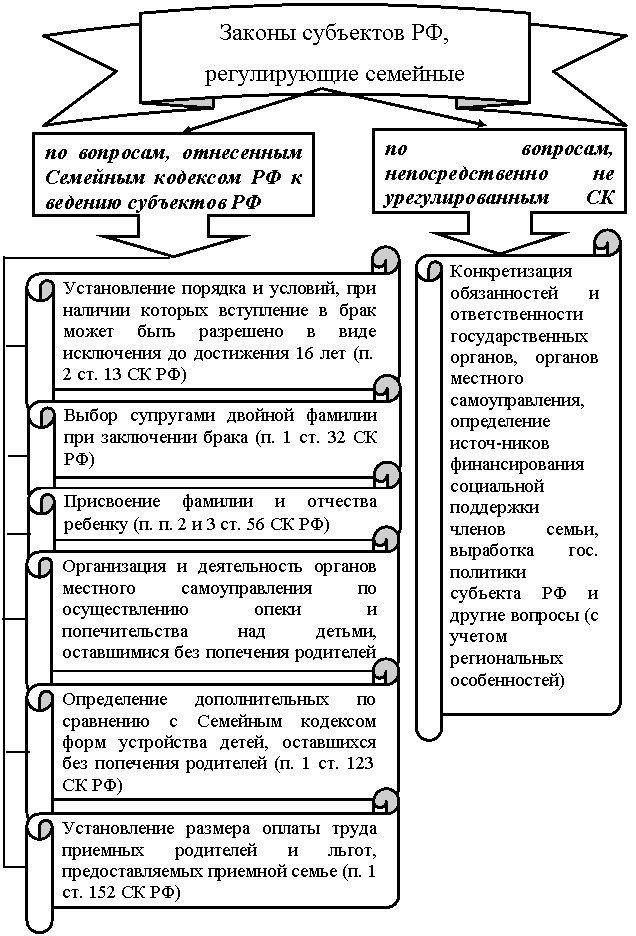 Законы субъектов РФ,
регулирующие семейные
по вопросам, отнесенным
Семейным кодексом РФ к
ведению субъектов РФ
по вопросам,
непосредственно не
урегулированным СК
Установление порядка и условий, при
наличии которых вступление в брак
может быть разрешено в виде
исключения до достижения 16 лет (п.
2 ст. 13 СК РФ)
Выбор супругами двойной фамилии
при заключении брака (п. 1 ст. 32 СК
РФ)
Присвоение фамилии и отчества
ребенку (п. п. 2 и 3 ст. 56 СК РФ)
Организация и деятельность органов
местного самоуправления по
осуществлению опеки и
попечительства над детьми,
оставшимися без попечения родителей
Определение дополнительных по
сравнению с Семейным кодексом
форм устройства детей, оставшихся
без попечения родителей (п. 1 ст. 123
СК РФ)
Установление размера оплаты труда
приемных родителей и льгот,
предоставляемых приемной семье (п. 1
ст. 152 СК РФ)
Конкретизация
обязанностей и
ответственности
государственных
органов, органов
местного
самоуправления,
определение
источ-ников
финансирования
социальной
поддержки
членов семьи,
выработка гос.
политики
субъекта РФ и
другие вопросы (с
учетом
региональных
особенностей)